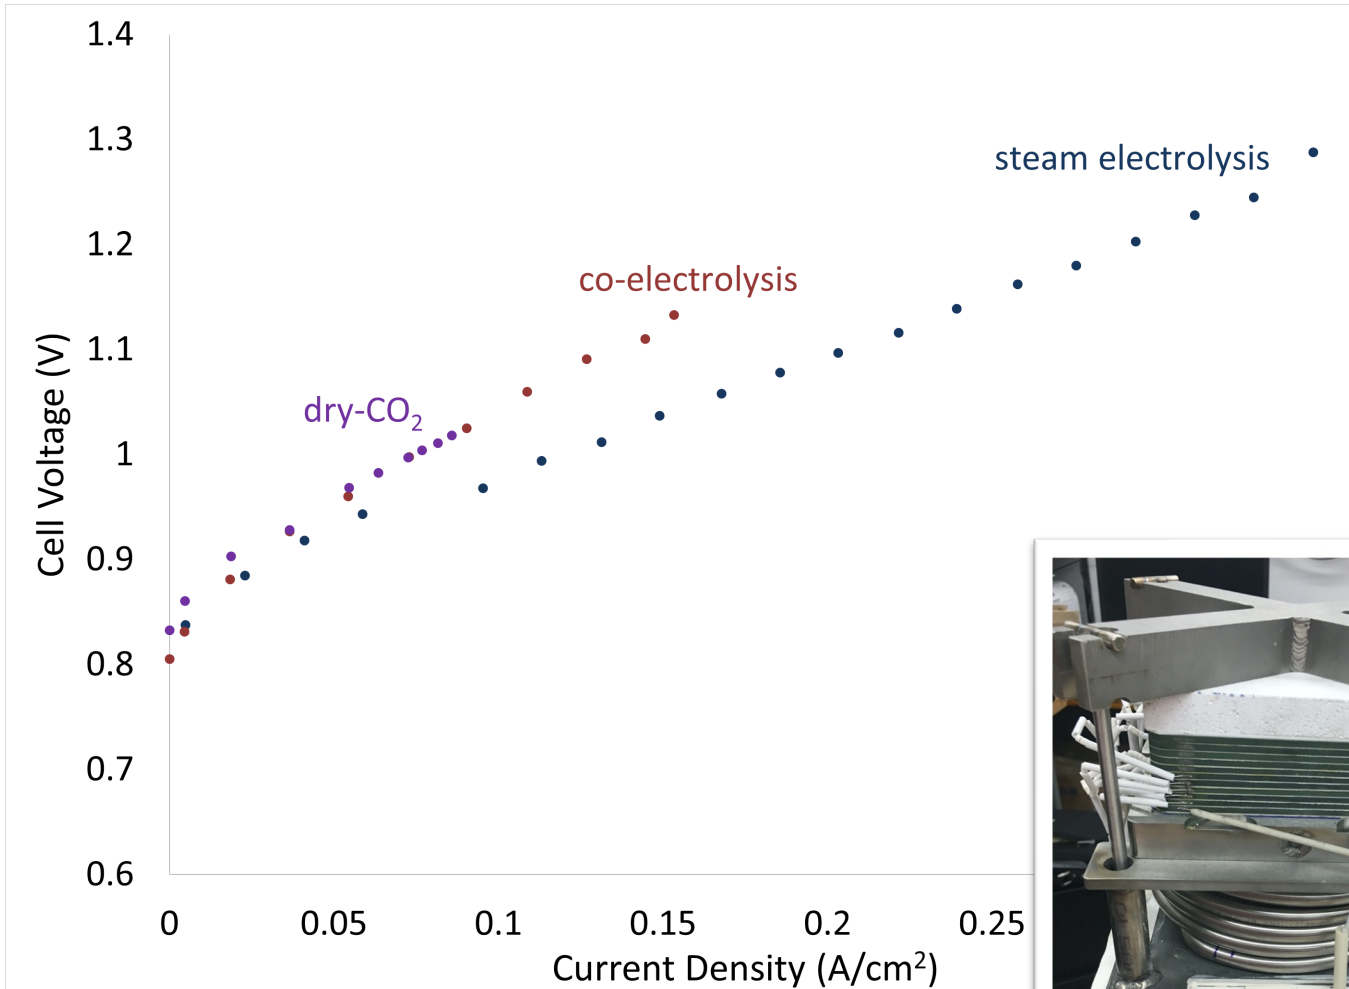 1.4
1.3
steam electrolysis
1.2
co-electrolysis
1.1
dry-CO₂
1
0.9
0.8
0.7
0.6
0 0.05 0.1 0.15 0.2 0.25
Cell Voltage (V)
Current Density (A/cm²)